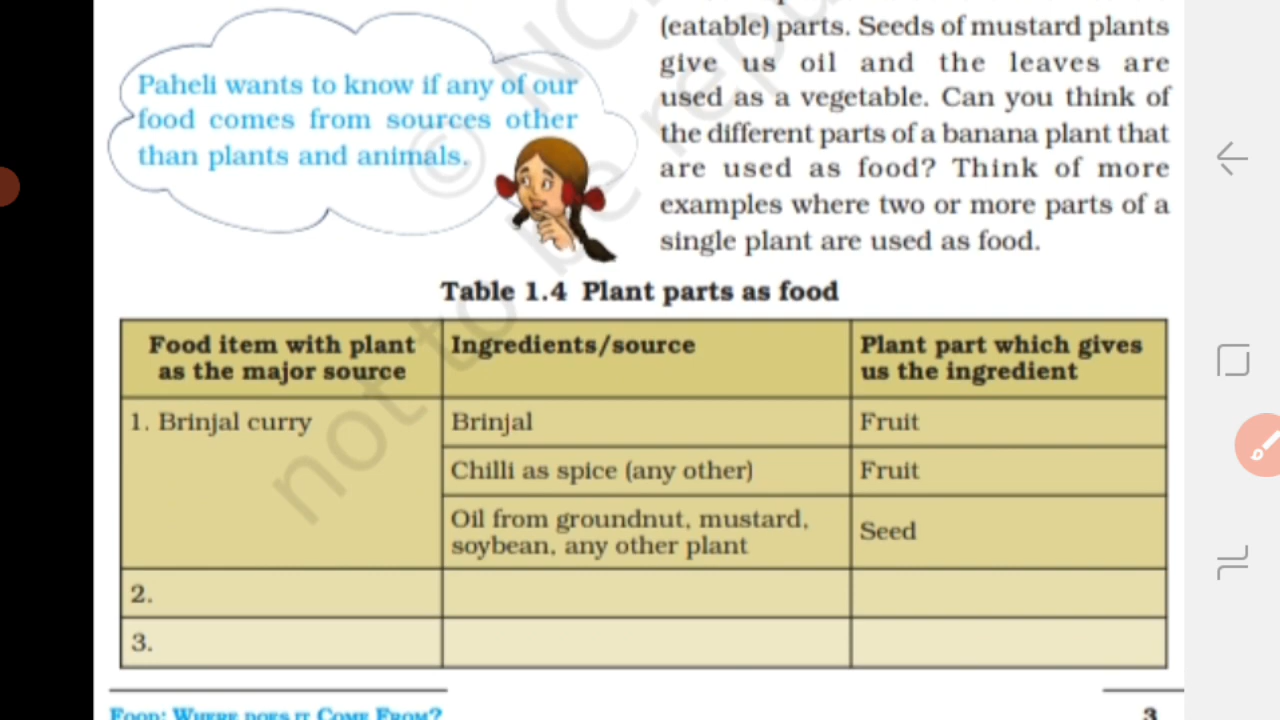 Paheli wants to know if any of our
food comes from sources other
than plants and animals.
(eatable) parts. Seeds of mustard plants
give us oil and the leaves are
used as a vegetable. Can you think of
the different parts of a banana plant that
are used as food? Think of more
examples where two or more parts of a
single plant are used as food.
Table 1.4 Plant parts as food
Food item with plant
as the major source
Ingredients/source
Plant part which gives
us the ingredient
1. Brinjal curry
Brinjal
Fruit
Chilli as spice (any other)
Fruit
Oil from groundnut, mustard,
soybean, any other plant
Seed
2.
3.
FOOD: WHERE DOES IT COME FROM?
3
not to be repu
© NC